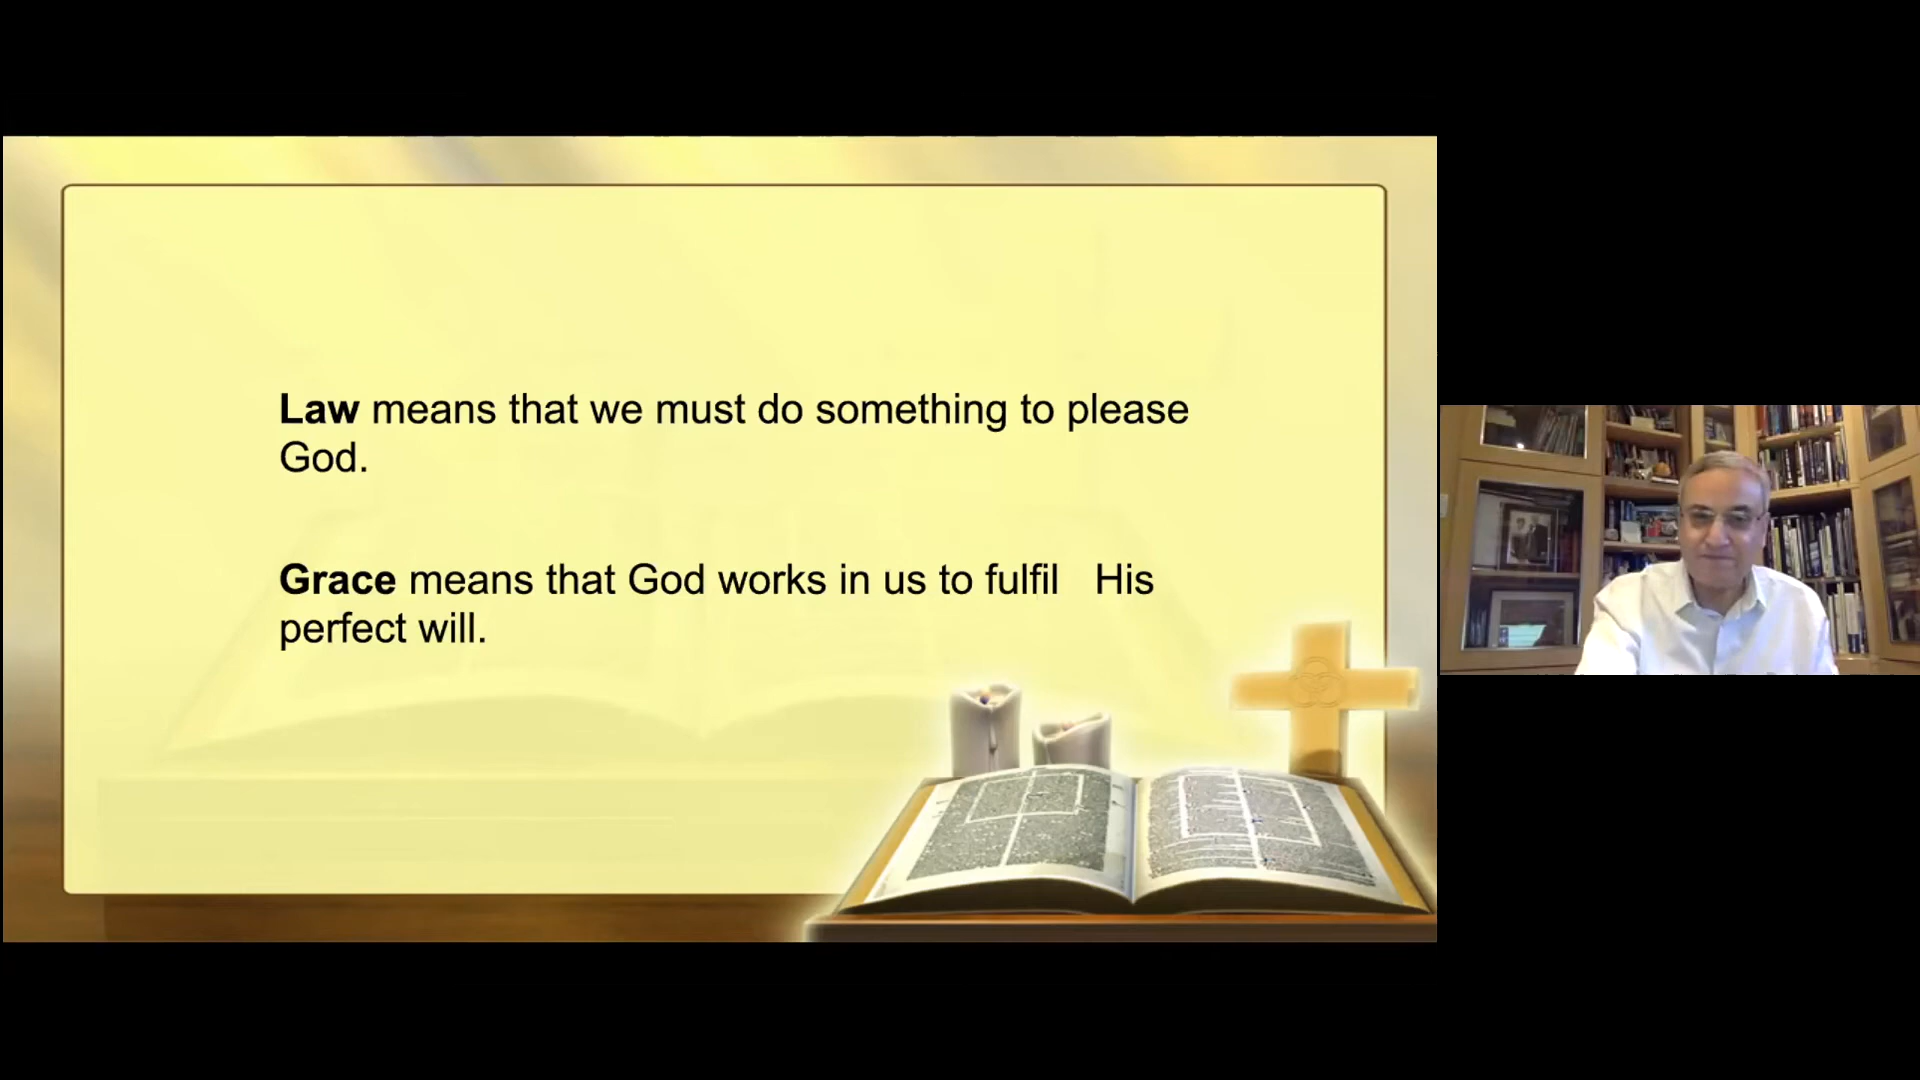 Law means that we must do something to please
God.
Grace means that God works in us to fulfil   His
perfect will.